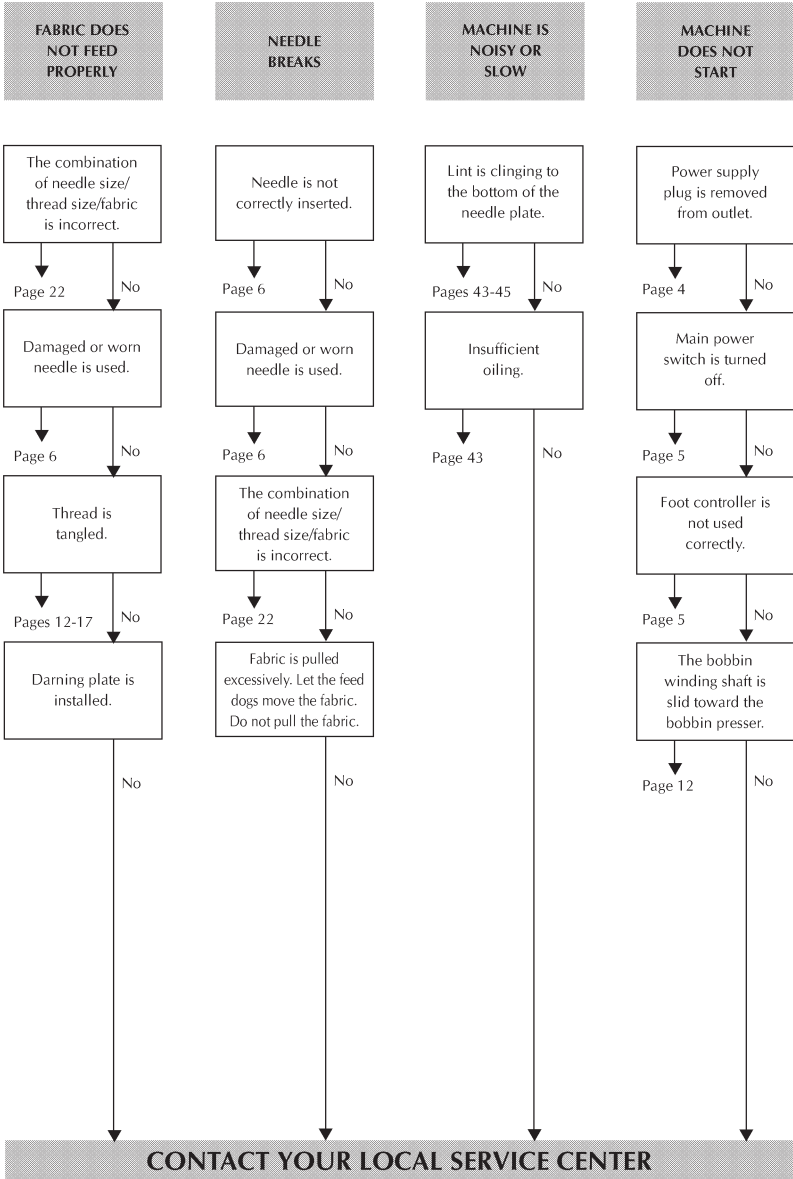 FABRIC DOES
NOT FEED
PROPERLY
The combination
of needle size/
thread size/fabric
is incorrect.
Page 22
No
Damaged or worn
needle is used.
Page 6
No
Thread is
tangled.
Pages 12-17
No
Darning plate is
installed.
No
NEEDLE
BREAKS
Needle is not
correctly inserted.
Page 6
No
Damaged or worn
needle is used.
Page 6
No
The combination
of needle size/
thread size/fabric
is incorrect.
Page 22
No
Fabric is pulled
excessively. Let the feed
dogs move the fabric.
Do not pull the fabric.
No
MACHINE IS
NOISY OR
SLOW
Lint is clinging to
the bottom of the
needle plate.
Pages 43-45
No
Insufficient
oiling.
Page 43
No
MACHINE
DOES NOT
START
Power supply
plug is removed
from outlet.
Page 4
No
Main power
switch is turned
off.
Page 5
No
Foot controller is
not used
correctly.
Page 5
No
The bobbin
winding shaft is
slid toward the
bobbin presser.
Page 12
No
CONTACT YOUR LOCAL SERVICE CENTER